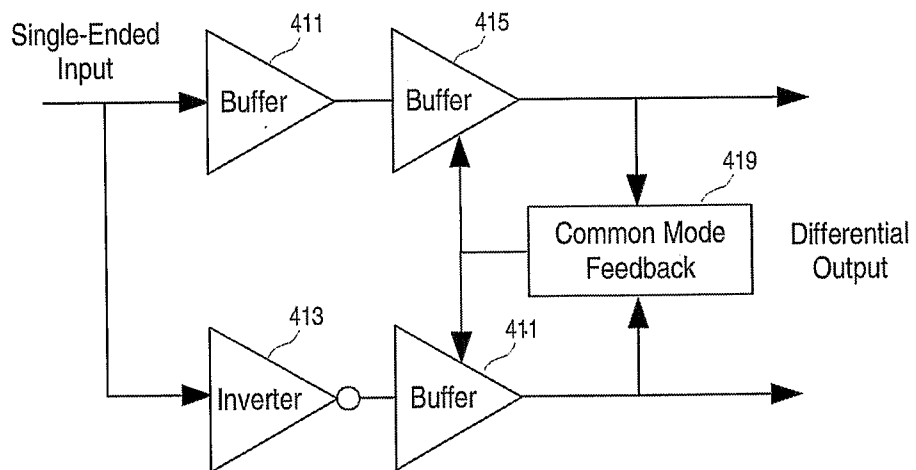 Single-Ended
Input
411
Buffer
415
Buffer
419
Common Mode
Feedback
Differential
Output
413
Inverter
411
Buffer